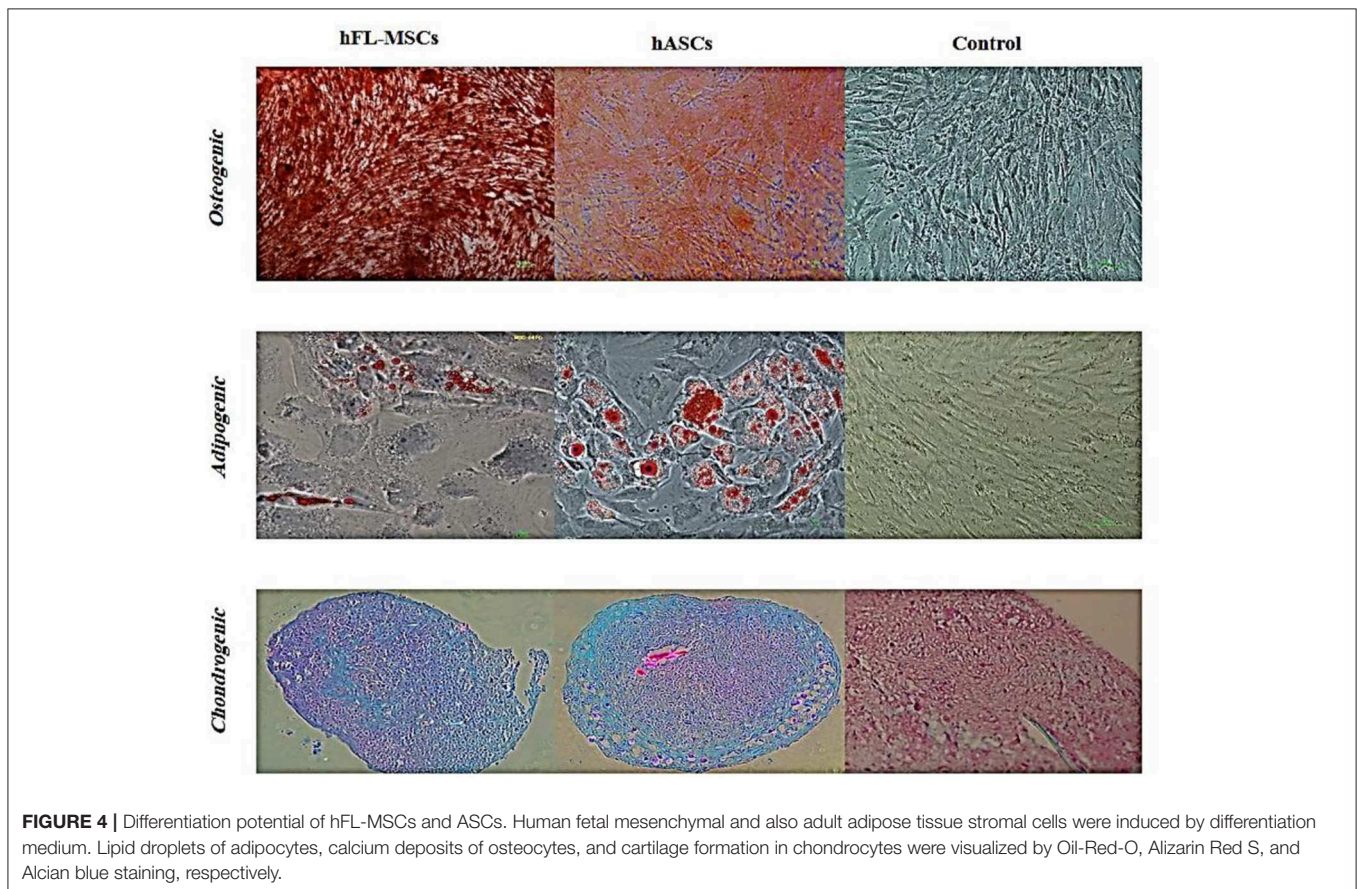 hFL-MSCs
hASCs
Control
Osteogenic
Adipogenic
Chondrogenic
FIGURE 4 | Differentiation potential of hFL-MSCs and ASCs. Human fetal mesenchymal and also adult adipose tissue stromal cells were induced by differentiation
medium. Lipid droplets of adipocytes, calcium deposits of osteocytes, and cartilage formation in chondrocytes were visualized by Oil-Red-O, Alizarin Red S, and
Alcian blue staining, respectively.